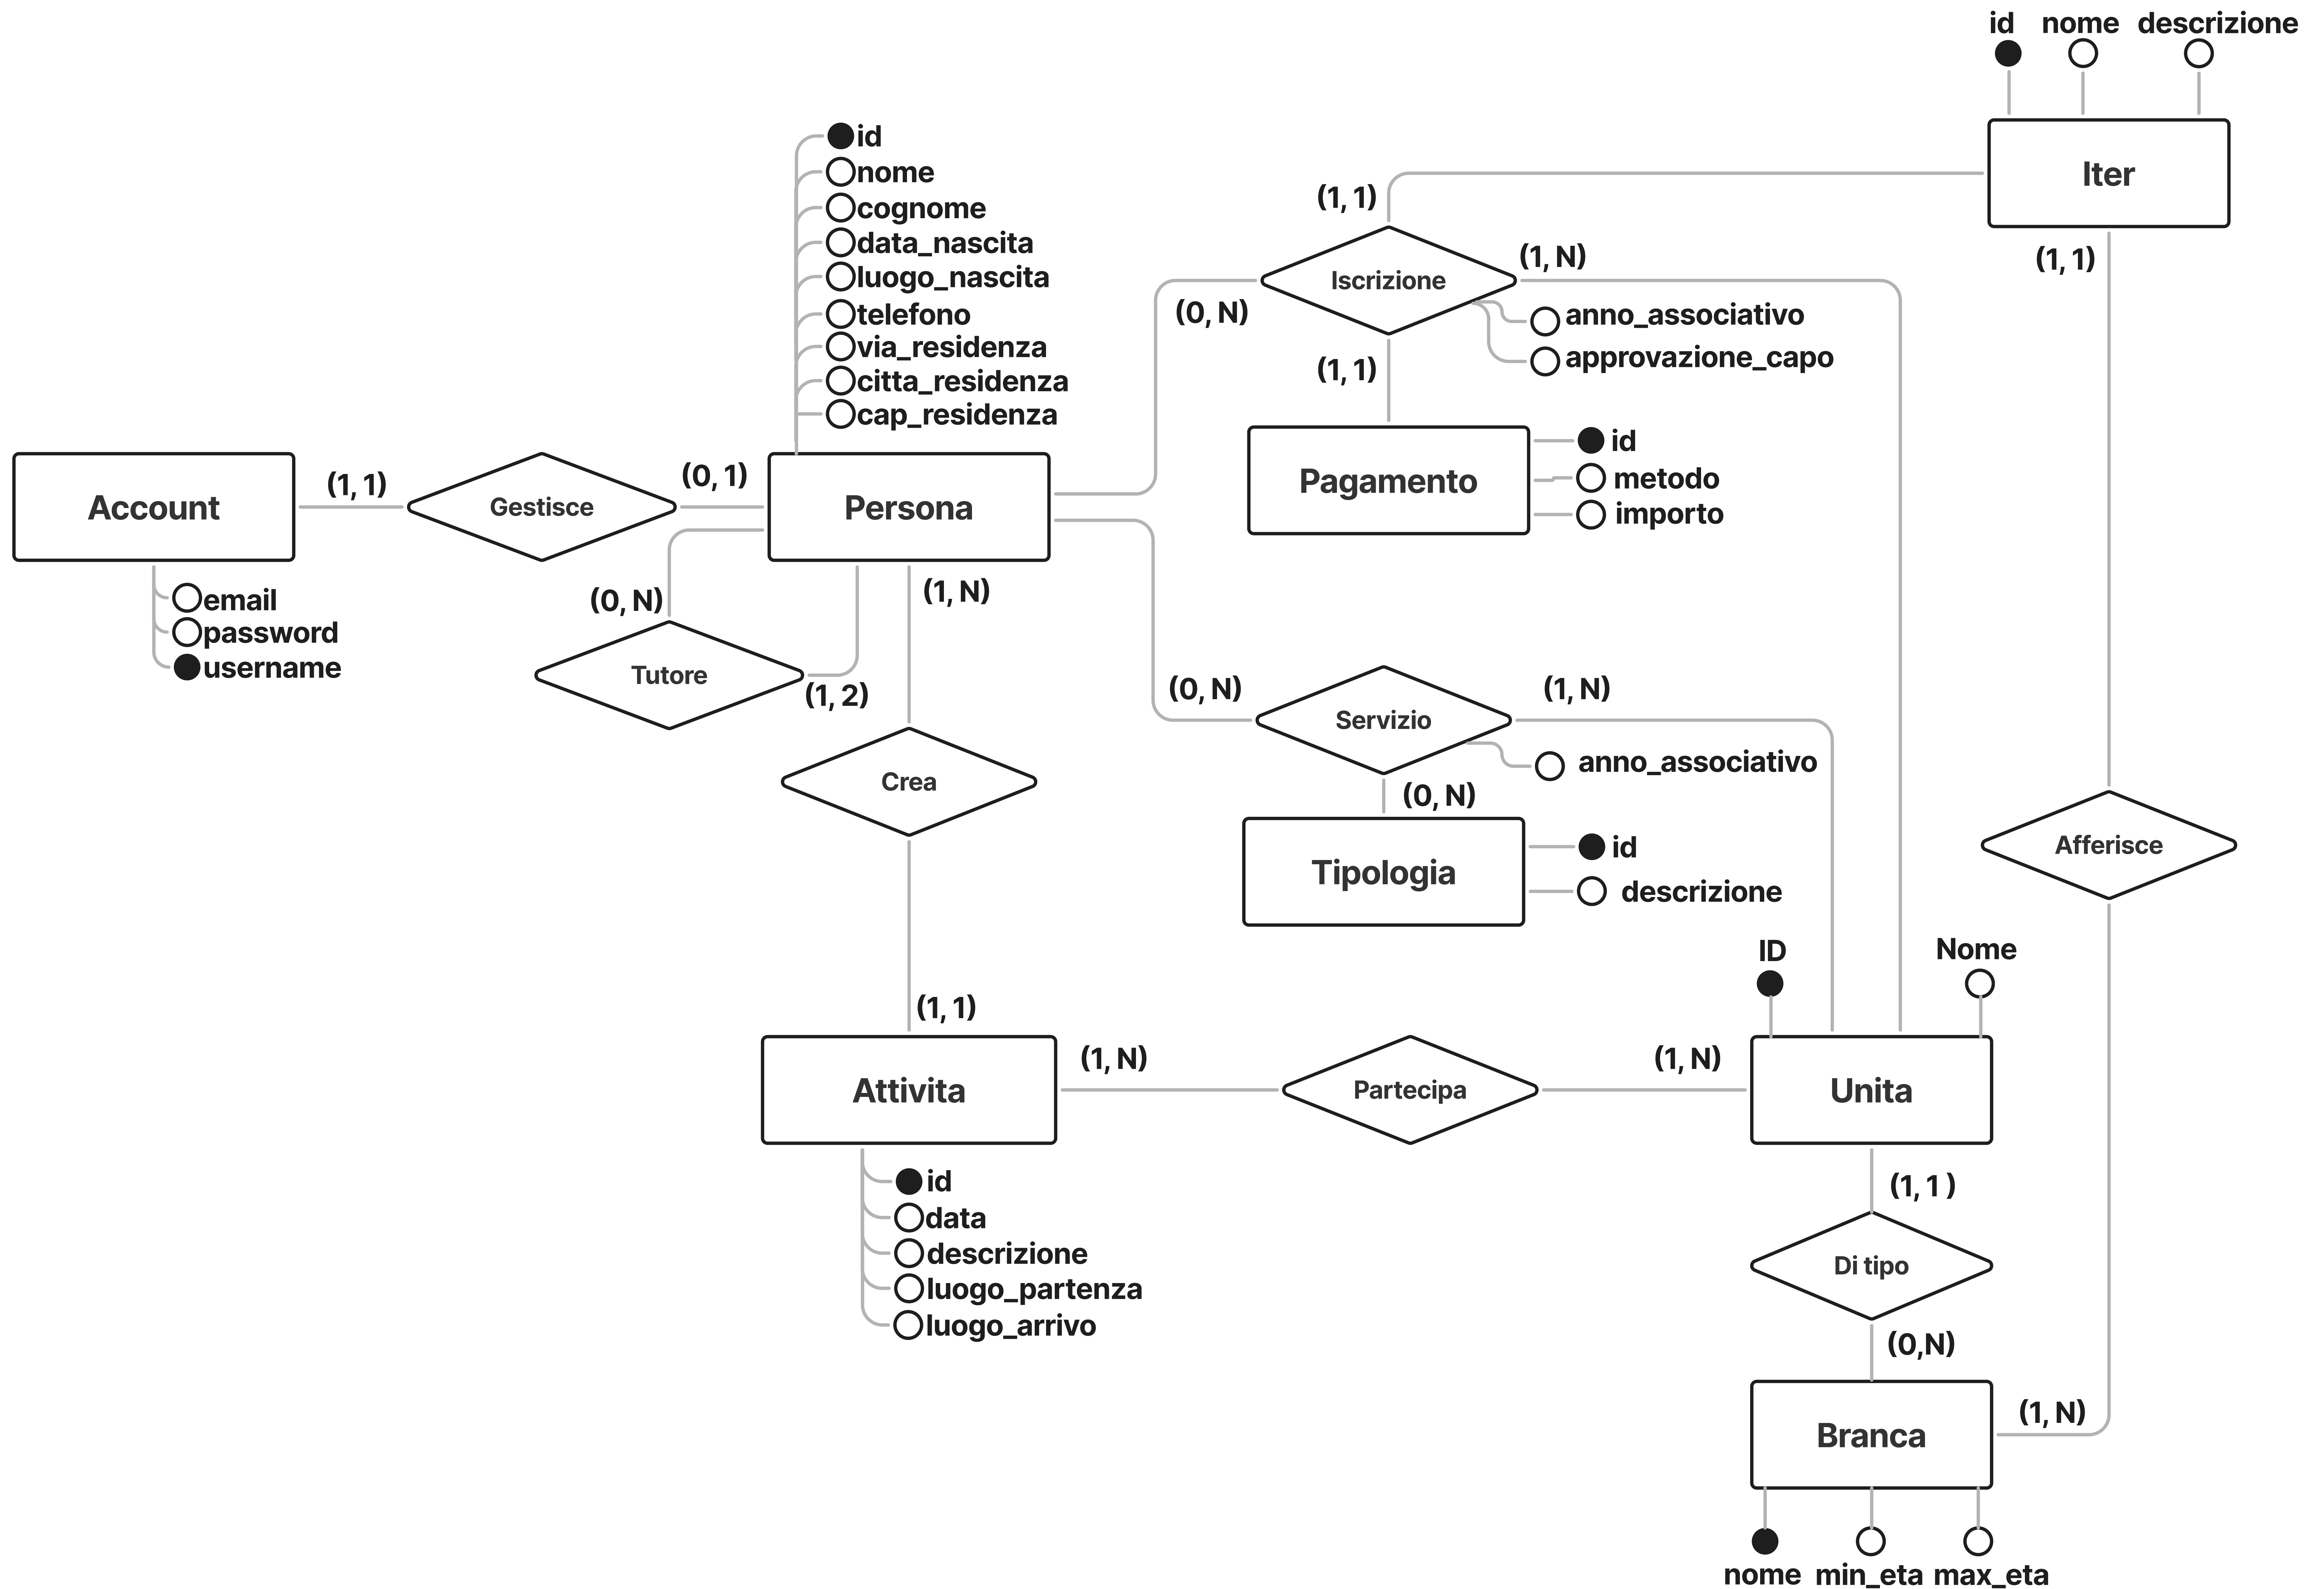 id nome descrizione
Iter
(1, 1)
id
nome
cognome
data_nascita
luogo_nascita
telefono
via_residenza
citta_residenza
cap_residenza
(1, 1)
Iscrizione
(1, N)
(0, N)
anno_associativo
approvazione_capo
(1, 1)
Pagamento
id
metodo
importo
Account
(1, 1)
Gestisce
(0, 1)
Persona
email
password
username
(0, N)
Tutore
(1, 2)
(1, N)
Crea
(0, N)
Servizio
(1, N)
anno_associativo
(0, N)
Tipologia
id
descrizione
Afferisce
ID
Nome
(1, 1)
Attivita
(1, N)
Partecipa
(1, N)
Unita
id
data
descrizione
luogo_partenza
luogo_arrivo
(1, 1 )
Di tipo
(0,N)
Branca
(1, N)
nome min_eta max_eta